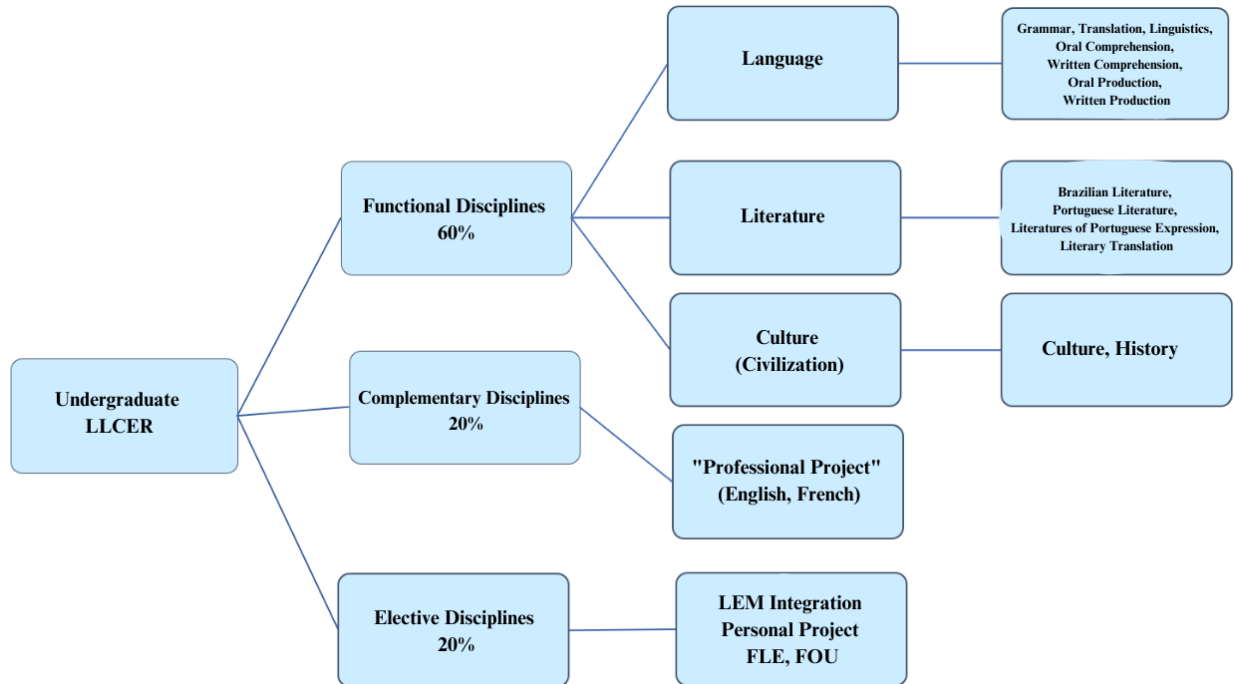 Undergraduate
LLCER
Functional Disciplines
60%
Complementary Disciplines
20%
Elective Disciplines
20%
Language
Literature
Culture
(Civilization)
"Professional Project"
(English, French)
LEM Integration
Personal Project
FLE, FOU
Grammar, Translation, Linguistics,
Oral Comprehension,
Written Comprehension,
Oral Production,
Written Production
Brazilian Literature,
Portuguese Literature,
Literatures of Portuguese Expression,
Literary Translation
Culture, History